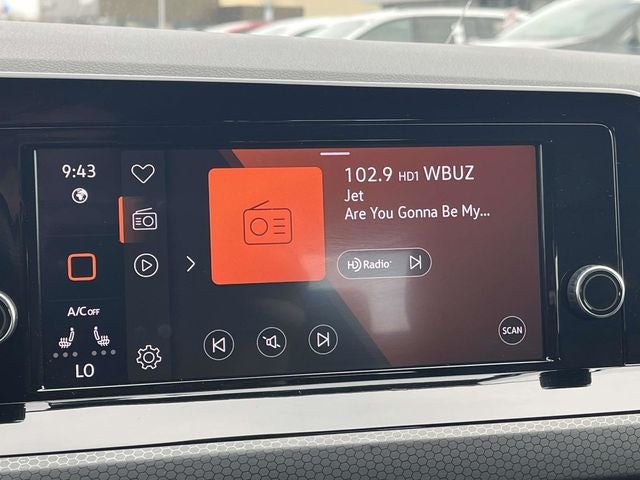 9:43
102.9 HD1 WBUZ
Jet
Are You Gonna Be My...
HD Radio
A/C OFF
SCAN
LO